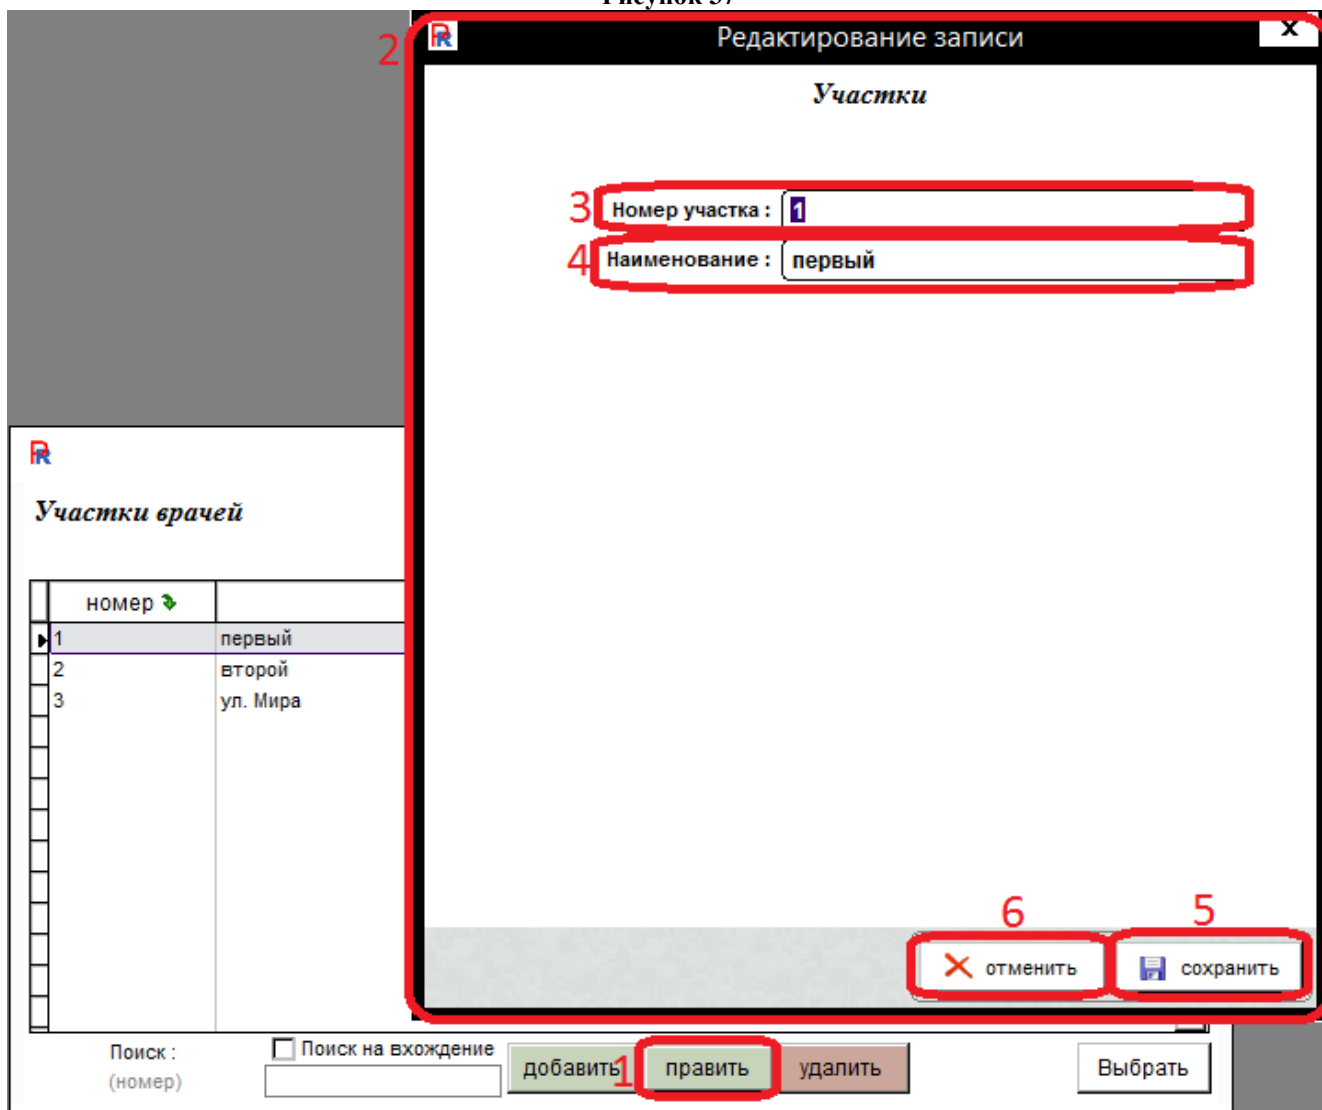 2
Редактирование записи
x
Участки
3
Номер участка :
1
4
Наименование :
первый
Участки врачей
номер
1 первый
2 второй
3 ул. Мира
6
5
отменить
сохранить
Поиск :
(номер)
Поиск на вхождение
добавить
1
править
удалить
Выбрать